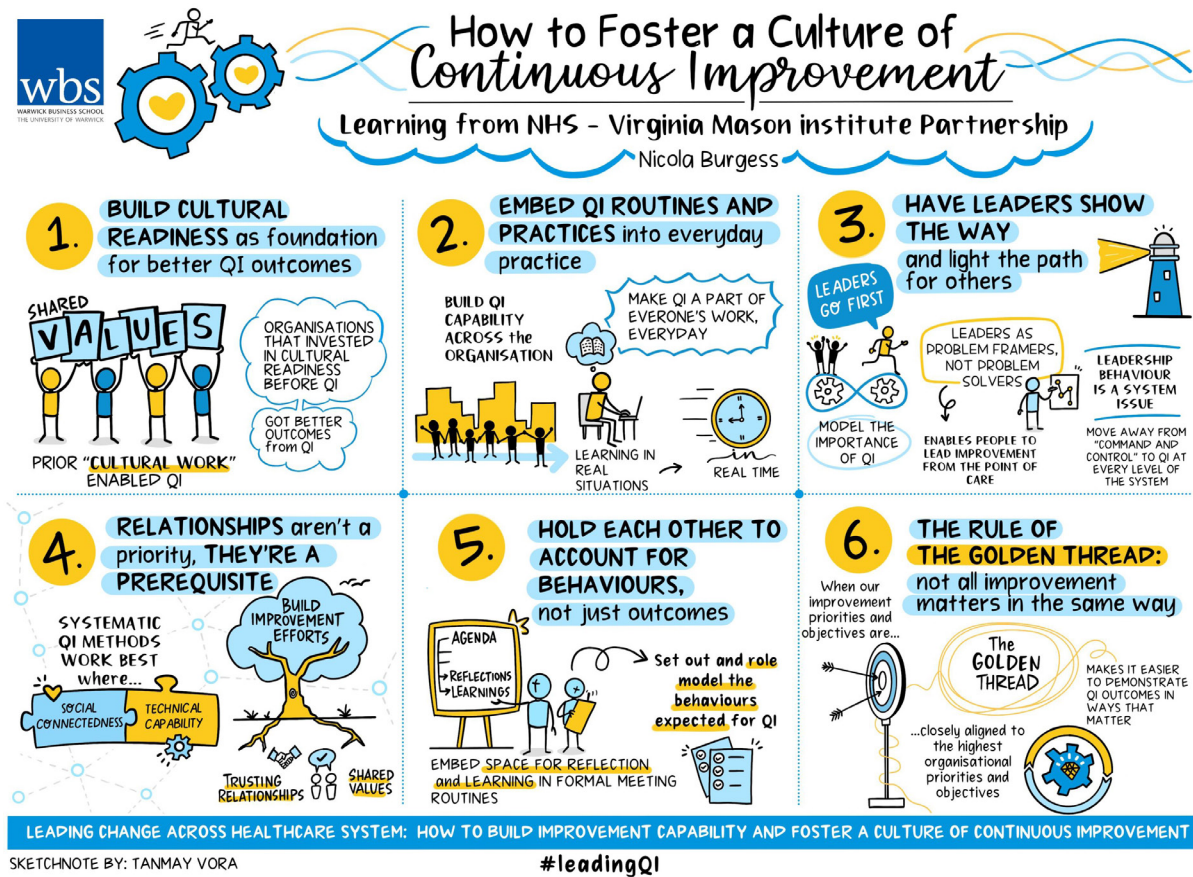 wbs
WARWICK BUSINESS SCHOOL
THE UNIVERSITY OF WARWICK
How to Foster a Culture of
Continuous Improvement
Learning from NHS - Virginia Mason institute Partnership
Nicola Burgess
1.
BUILD CULTURAL
READINESS as foundation
for better QI outcomes
SHARED
VALUES
ORGANISATIONS
THAT INVESTED
IN CULTURAL
READINESS
BEFORE QI
GOT BETTER
OUTCOMES
from QI
PRIOR "CULTURAL WORK"
ENABLED QI
2.
EMBED QI ROUTINES AND
PRACTICES into everyday
practice
BUILD QI
CAPABILITY
ACROSS the
ORGANISATION
MAKE QI A PART OF
EVERONE'S WORK,
EVERYDAY
LEARNING IN
REAL
SITUATIONS
in
REAL TIME
3.
HAVE LEADERS SHOW
THE WAY
and light the path
for others
LEADERS
GO FIRST
MODEL THE
IMPORTANCE
OF QI
LEADERS AS
PROBLEM FRAMERS,
NOT PROBLEM
SOLVERS
ENABLES PEOPLE TO
LEAD IMPROVEMENT
FROM THE POINT OF
CARE
LEADERSHIP
BEHAVIOUR
IS A SYSTEM
ISSUE
MOVE AWAY FROM
"COMMAND AND
CONTROL" TO QI AT
EVERY LEVEL OF
THE SYSTEM
4.
RELATIONSHIPS aren't a
priority, THEY'RE A
PREREQUISITE
SYSTEMATIC
QI METHODS
WORK BEST
where...
SOCIAL
CONNECTEDNESS
TECHNICAL
CAPABILITY
BUILD
IMPROVEMENT
EFFORTS
TRUSTING
RELATIONSHIPS
SHARED
VALUES
5.
HOLD EACH OTHER TO
ACCOUNT FOR
BEHAVIOURS,
not just outcomes
AGENDA
REFLECTIONS
LEARNINGS
Set out and role
model the
behaviours
expected for QI
EMBED SPACE FOR REFLECTION
and LEARNING IN FORMAL MEETING
ROUTINES
6.
THE RULE OF
THE GOLDEN THREAD:
not all improvement
matters in the same way
When our
improvement
priorities and
objectives are...
The
GOLDEN
THREAD
...closely aligned to
the highest
organisational
priorities and
objectives
MAKES IT EASIER
TO DEMONSTRATE
QI OUTCOMES IN
WAYS THAT
MATTER
LEADING CHANGE ACROSS HEALTHCARE SYSTEM: HOW TO BUILD IMPROVEMENT CAPABILITY AND FOSTER A CULTURE OF CONTINUOUS IMPROVEMENT
SKETCHNOTE BY: TANMAY VORA
#leadingQI